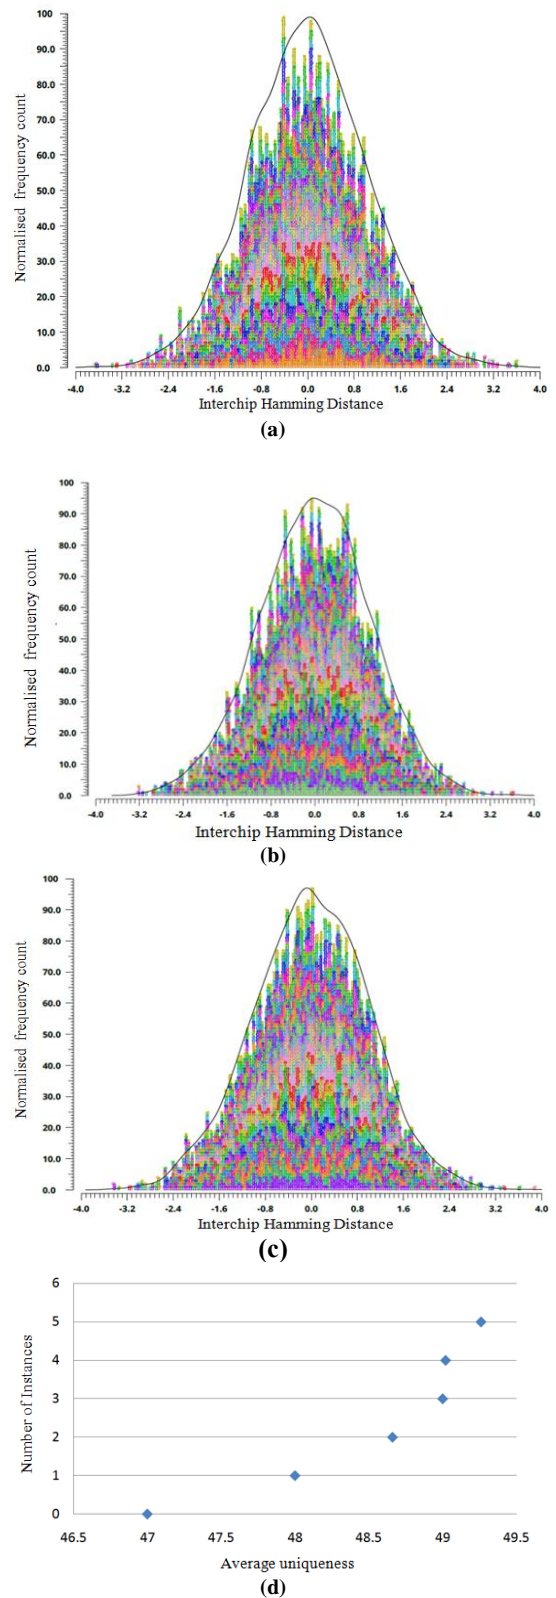 Normalised frequency count
100.0
90.0
80.0
70.0
60.0
50.0
40.0
30.0
20.0
10.0
0.0
-4.0 -3.2 -2.4 -1.6 -0.8 0.0 0.8 1.6 2.4 3.2 4.0
Interchip Hamming Distance
(a)
Normalised frequency count
100
90.0
80.0
70.0
60.0
50.0
40.0
30.0
20.0
10.0
0.0
-4.0 -3.2 -2.4 -1.6 -0.8 0.0 0.8 1.6 2.4 3.2 4.0
Interchip Hamming Distance
(b)
Normalised frequency count
100
90.0
80.0
70.0
60.0
50.0
40.0
30.0
20.0
10.0
0.0
-4.0 -3.2 -2.4 -1.6 -0.8 0.0 0.8 1.6 2.4 3.2 4.0
Interchip Hamming Distance
(c)
Number of Instances
6
5
4
3
2
1
0
46.5 47 47.5 48 48.5 49 49.5
Average uniqueness
(d)